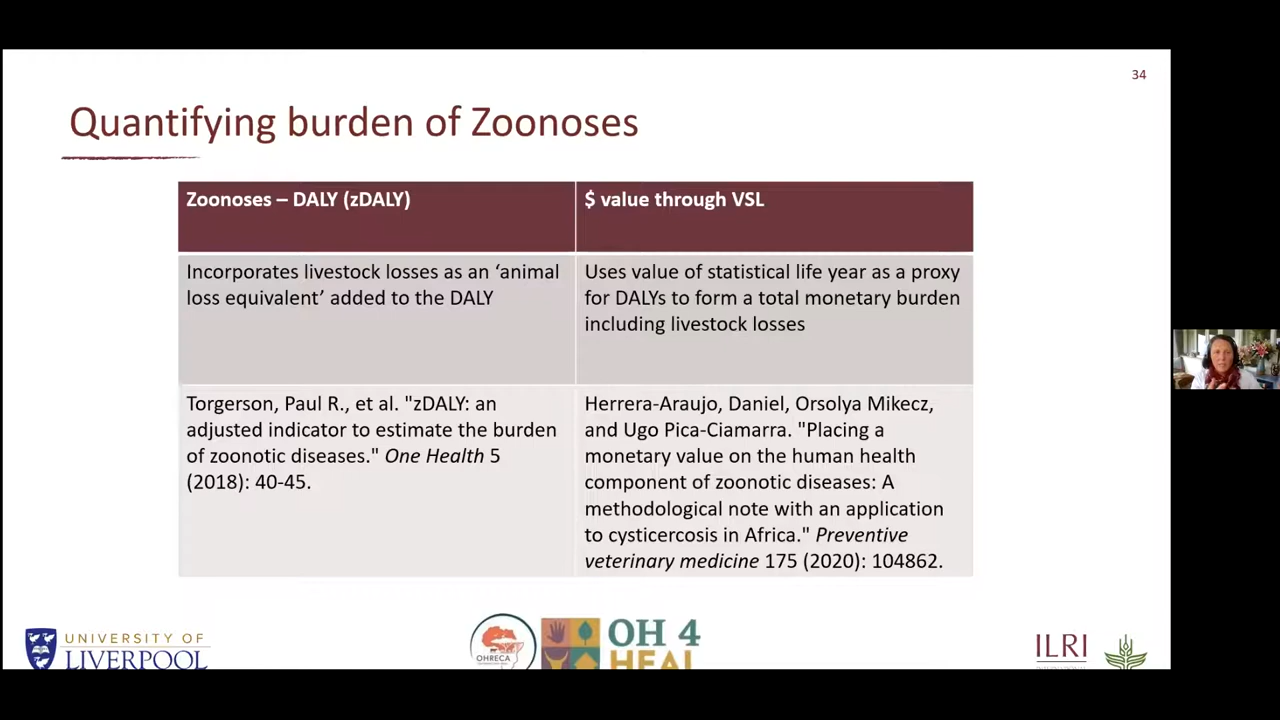 34
Quantifying burden of Zoonoses
Zoonoses – DALY (zDALY)
$ value through VSL
Incorporates livestock losses as an ‘animal
loss equivalent’ added to the DALY
Uses value of statistical life year as a proxy
for DALYs to form a total monetary burden
including livestock losses
Torgerson, Paul R., et al. "zDALY: an
adjusted indicator to estimate the burden
of zoonotic diseases." One Health 5
(2018): 40-45.
Herrera-Araujo, Daniel, Orsolya Mikecz,
and Ugo Pica-Ciamarra. "Placing a
monetary value on the human health
component of zoonotic diseases: A
methodological note with an application
to cysticercosis in Africa." Preventive
veterinary medicine 175 (2020): 104862.
UNIVERSITY OF
LIVERPOOL
OHRECA
OH 4
HEAL
ILRI